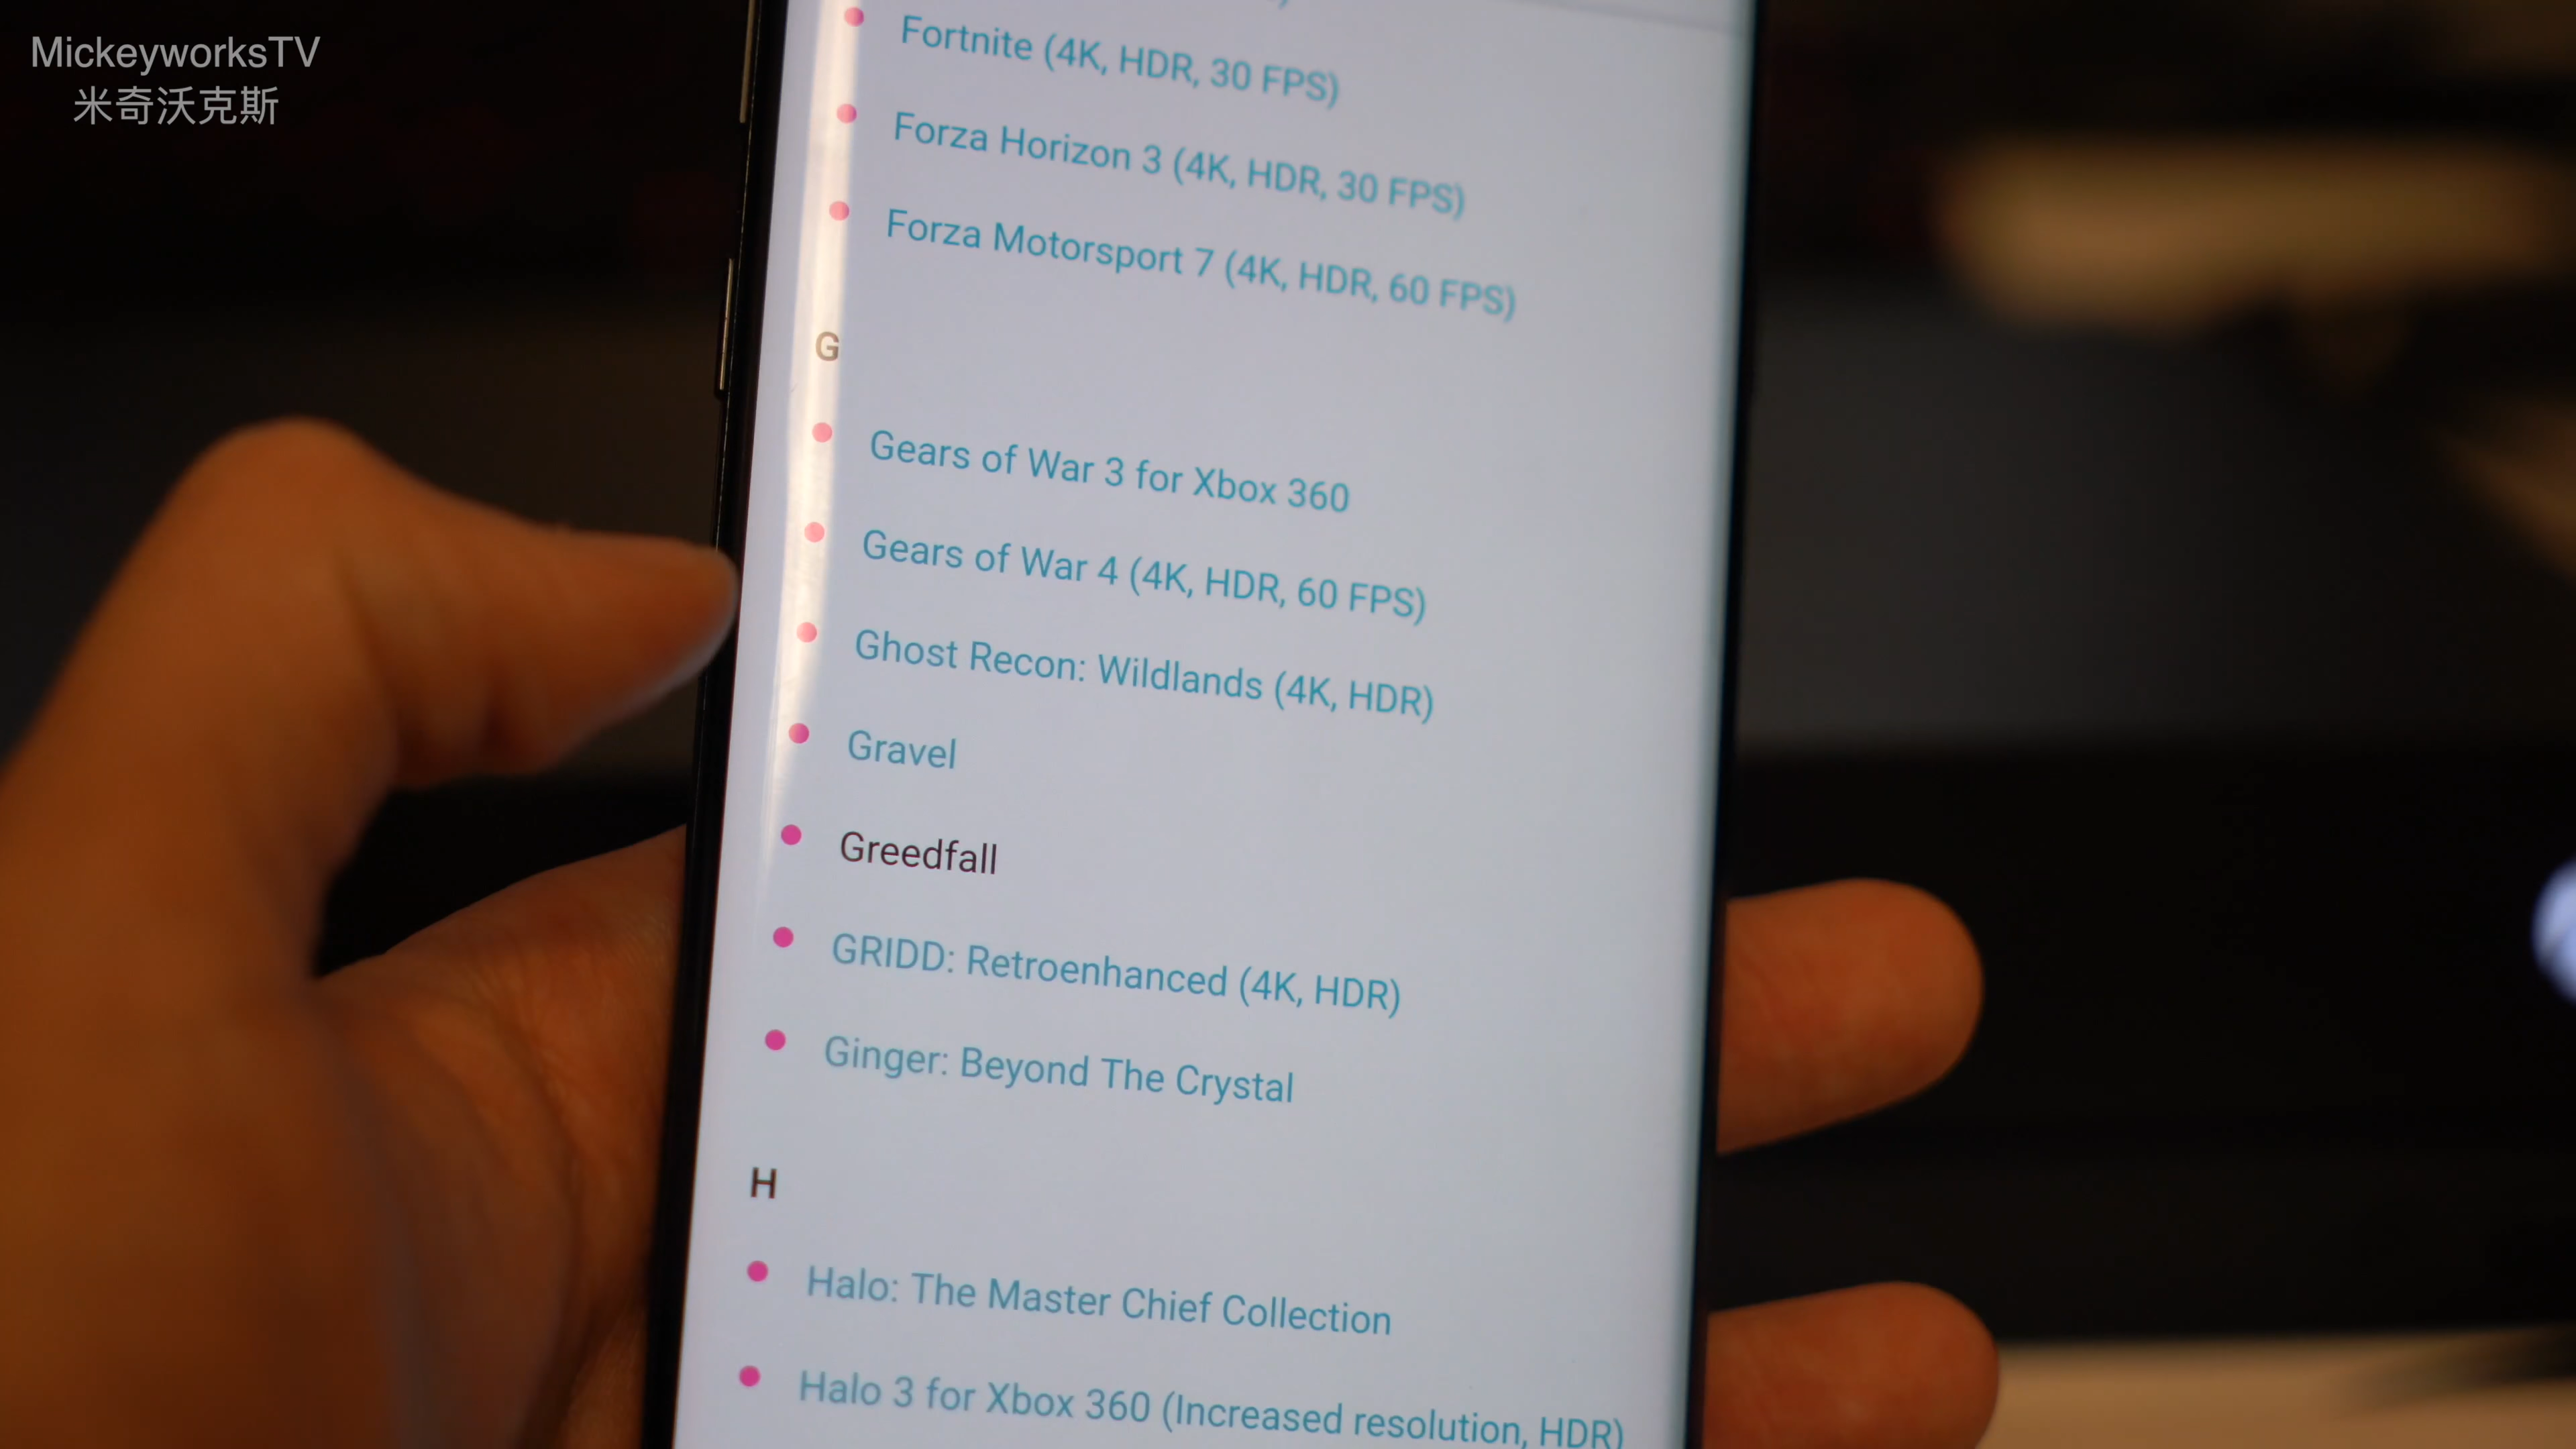 MickeyworksTV
米奇沃克斯
Fortnite (4K, HDR, 30 FPS)
Forza Horizon 3 (4K, HDR, 30 FPS)
Forza Motorsport 7 (4K, HDR, 60 FPS)
G
Gears of War 3 for Xbox 360
Gears of War 4 (4K, HDR, 60 FPS)
Ghost Recon: Wildlands (4K, HDR)
Gravel
Greedfall
GRIDD: Retroenhanced (4K, HDR)
Ginger: Beyond The Crystal
H
Halo: The Master Chief Collection
Halo 3 for Xbox 360 (Increased resolution, HDR)